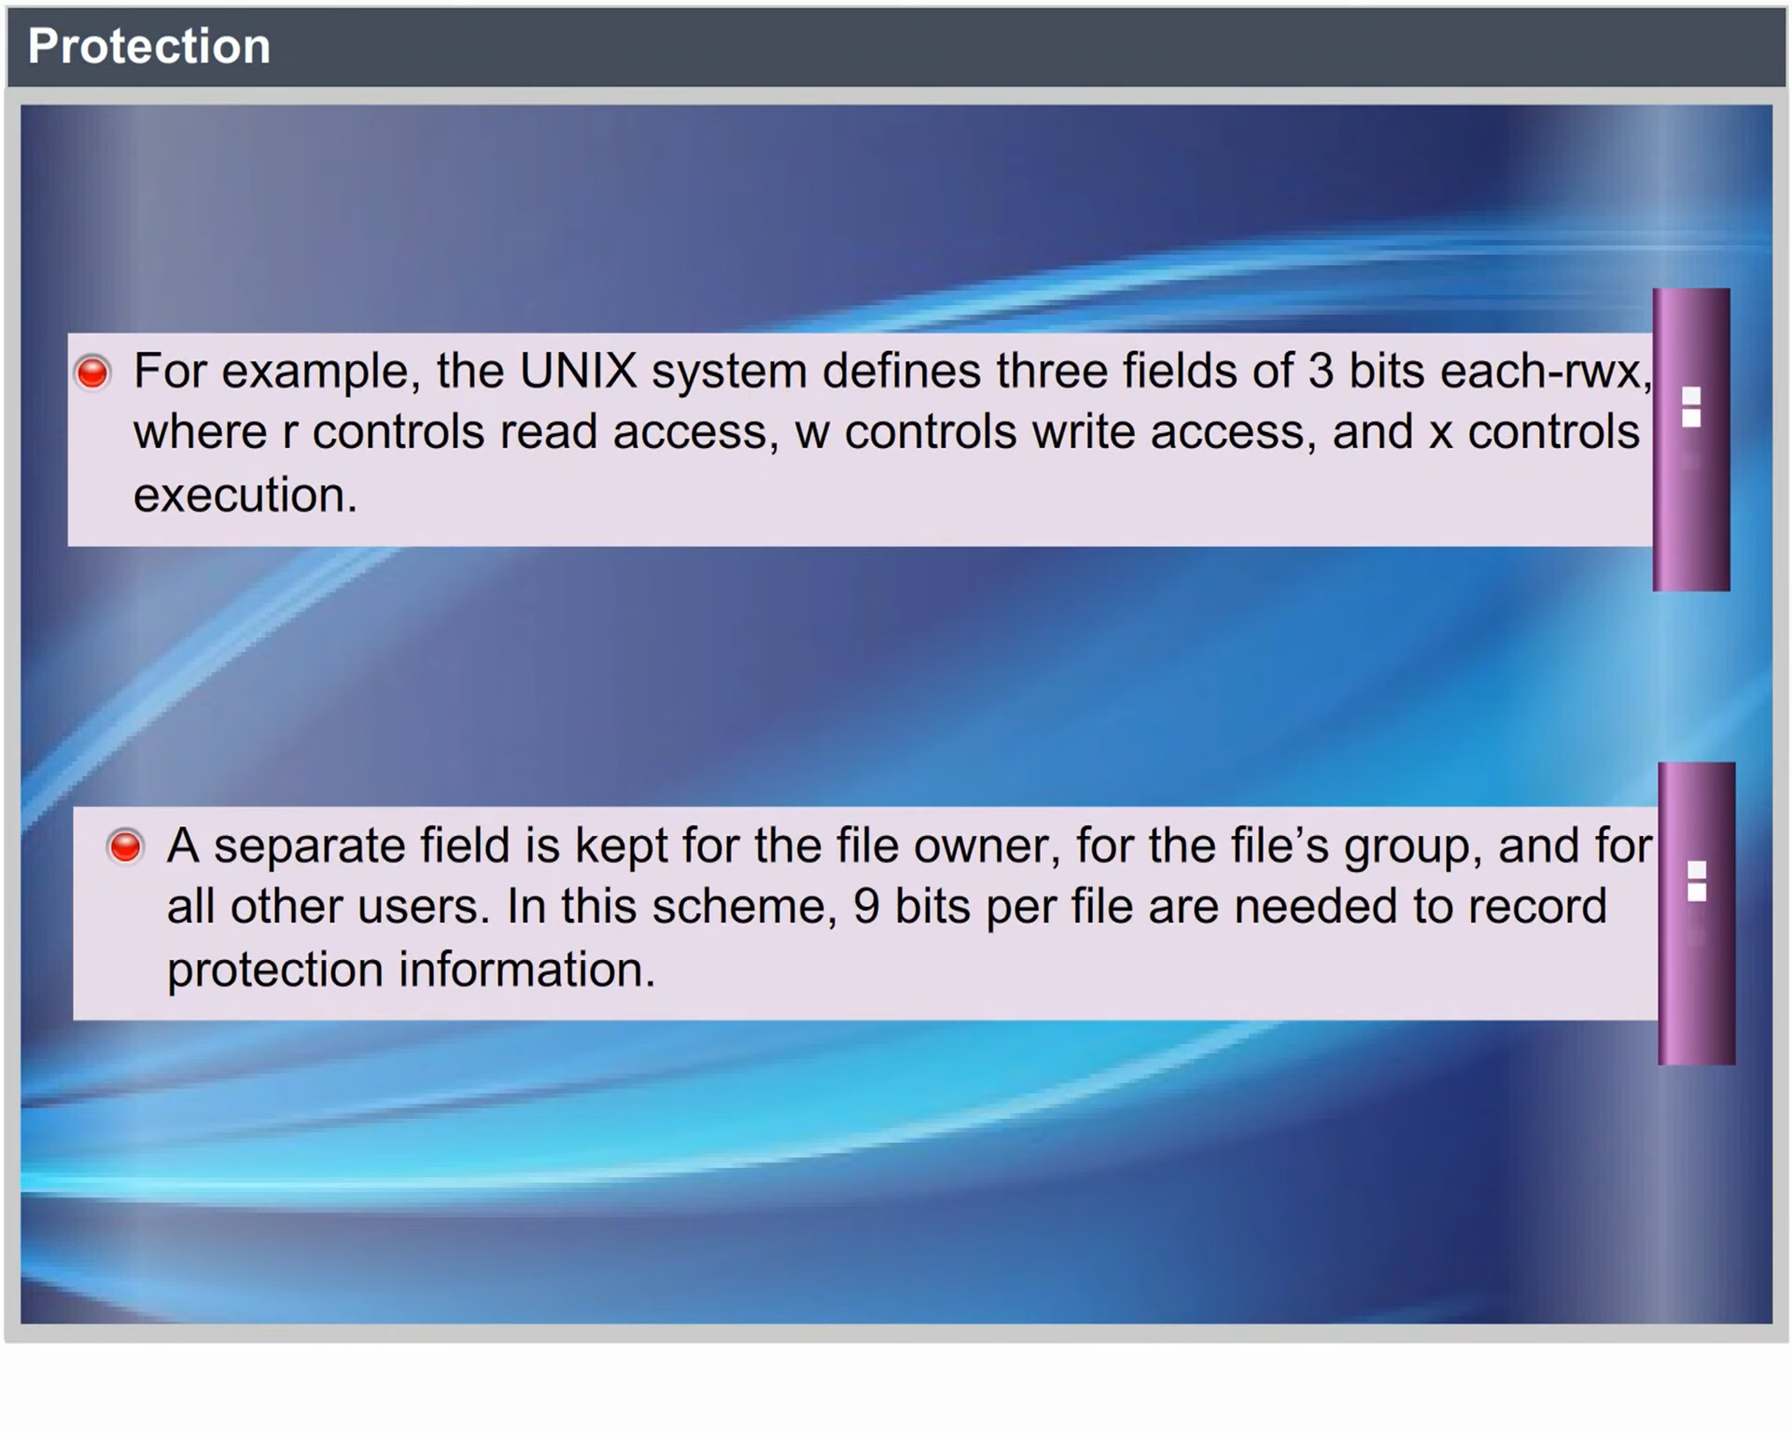 Protection
For example, the UNIX system defines three fields of 3 bits each-rwx,
where r controls read access, w controls write access, and x controls
execution.
A separate field is kept for the file owner, for the file’s group, and for
all other users. In this scheme, 9 bits per file are needed to record
protection information.